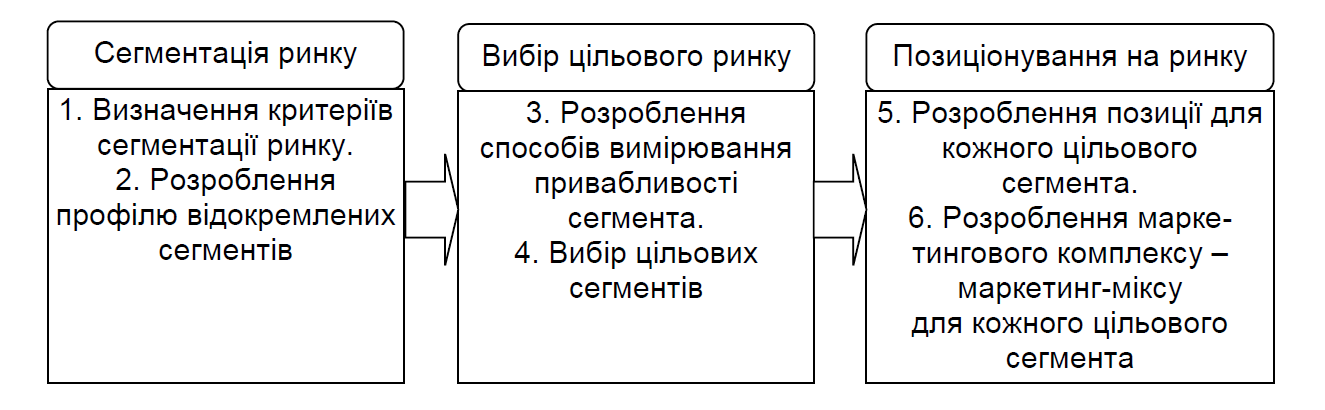 Сегментація ринку
1. Визначення критеріїв
сегментації ринку.
2. Розроблення
профілю відокремлених
сегментів
Вибір цільового ринку
3. Розроблення
способів вимірювання
привабливості
сегмента.
4. Вибір цільових
сегментів
Позиціонування на ринку
5. Розроблення позиції для
кожного цільового
сегмента.
6. Розроблення марке-
тингового комплексу –
маркетинг-міксу
для кожного цільового
сегмента